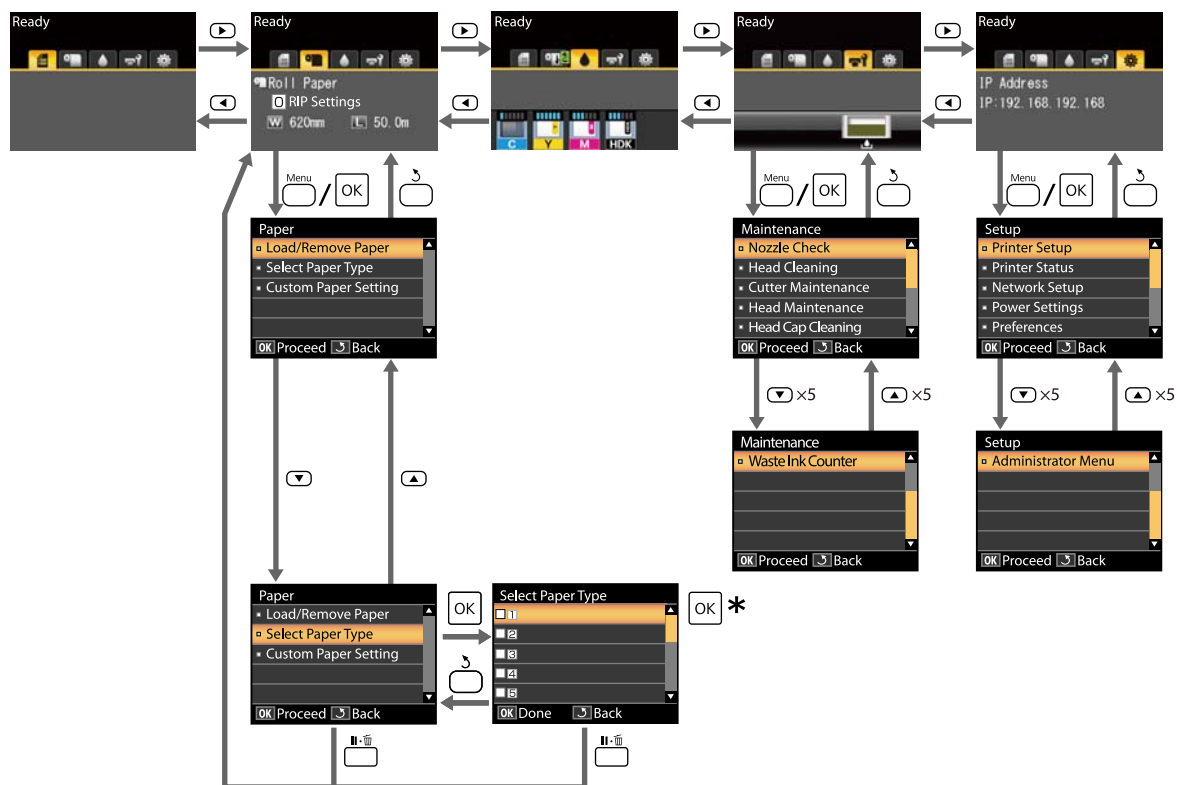 Ready
Ready
Ready
Ready
Ready
Roll Paper
0 RIP Settings
W 620mm L 50.0m
C Y M HDK
IP Address
IP:192.168.192.168
Menu / OK
Menu / OK
Menu / OK
Paper
Load/Remove Paper
Select Paper Type
Custom Paper Setting
OK Proceed Back
Maintenance
Nozzle Check
Head Cleaning
Cutter Maintenance
Head Maintenance
Head Cap Cleaning
OK Proceed Back
Setup
Printer Setup
Printer Status
Network Setup
Power Settings
Preferences
OK Proceed Back
×5
×5
×5
×5
Maintenance
Waste Ink Counter
OK Proceed Back
Setup
Administrator Menu
OK Proceed Back
Paper
Load/Remove Paper
Select Paper Type
Custom Paper Setting
OK Proceed Back
OK
Select Paper Type
1
2
3
4
5
OK Done Back
OK *